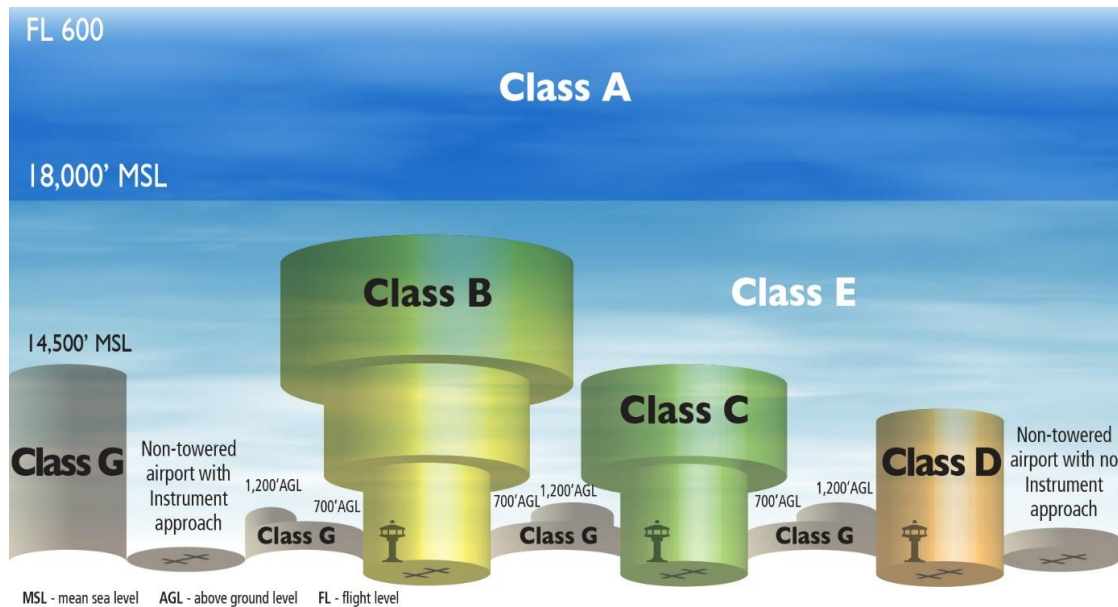 FL 600
Class A
18,000’ MSL
Class B
Class E
14,500’ MSL
Class G
Non-towered
airport with
Instrument
approach
1,200’AGL
700’AGL
Class G
700’AGL
1,200’AGL
Class G
Class C
700’AGL
1,200’AGL
Class G
Class D
Non-towered
airport with no
Instrument
approach
MSL - mean sea level AGL - above ground level FL - flight level